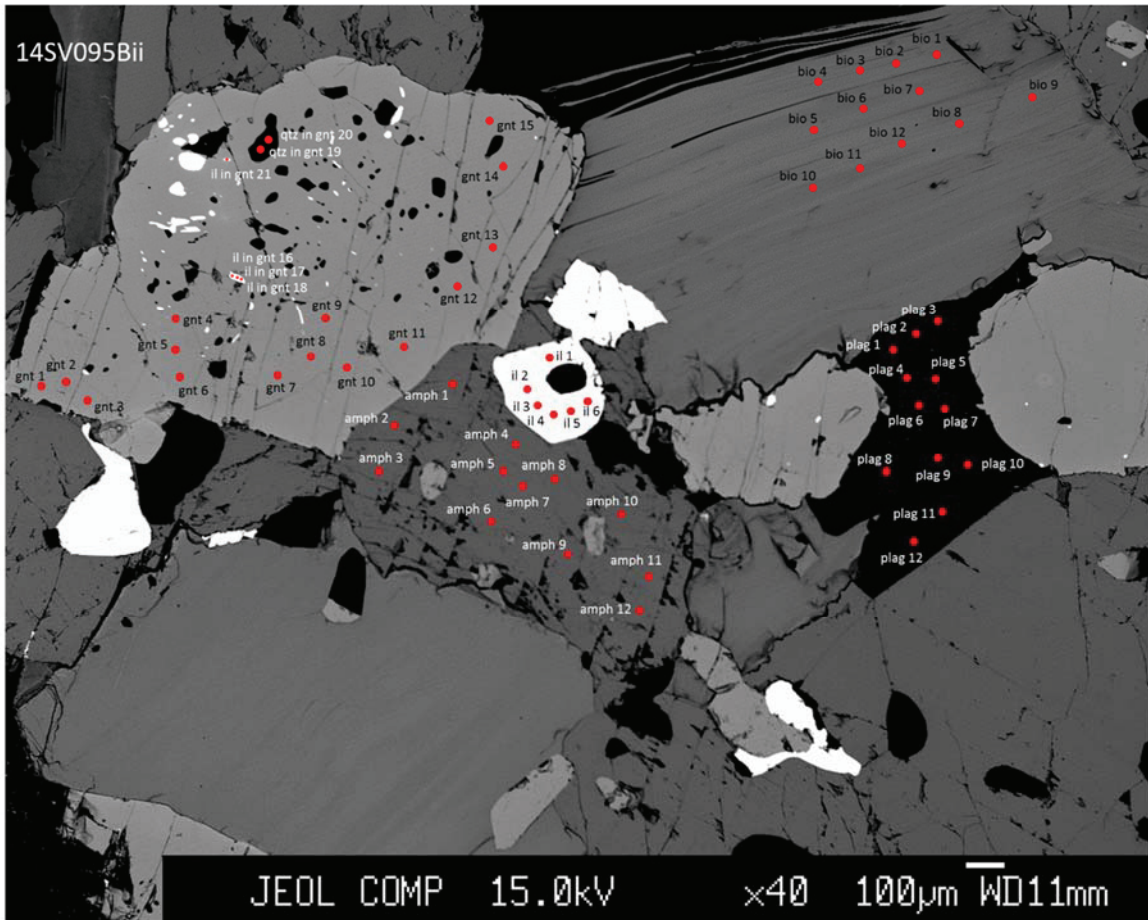 14SV095Bii
bio 1
bio 2
bio 3
bio 4
bio 7
bio 9
bio 6
bio 8
bio 5
bio 12
bio 11
bio 10
gnt 15
qtz in gnt 20
qtz in gnt 19
il in gnt 21
gnt 14
gnt 13
il in gnt 16
il in gnt 17
il in gnt 18
gnt 12
gnt 4
gnt 9
gnt 5
gnt 8
gnt 11
gnt 1
gnt 2
gnt 6
gnt 7
gnt 10
gnt 3
plag 3
plag 2
plag 1
plag 5
plag 4
plag 6
plag 7
plag 8
plag 9
plag 10
plag 11
plag 12
il 1
il 2
il 3
il 4
il 5
il 6
amph 1
amph 2
amph 3
amph 4
amph 5
amph 8
amph 7
amph 6
amph 10
amph 9
amph 11
amph 12
JEOL COMP 15.0kV x40 100µm WD11mm